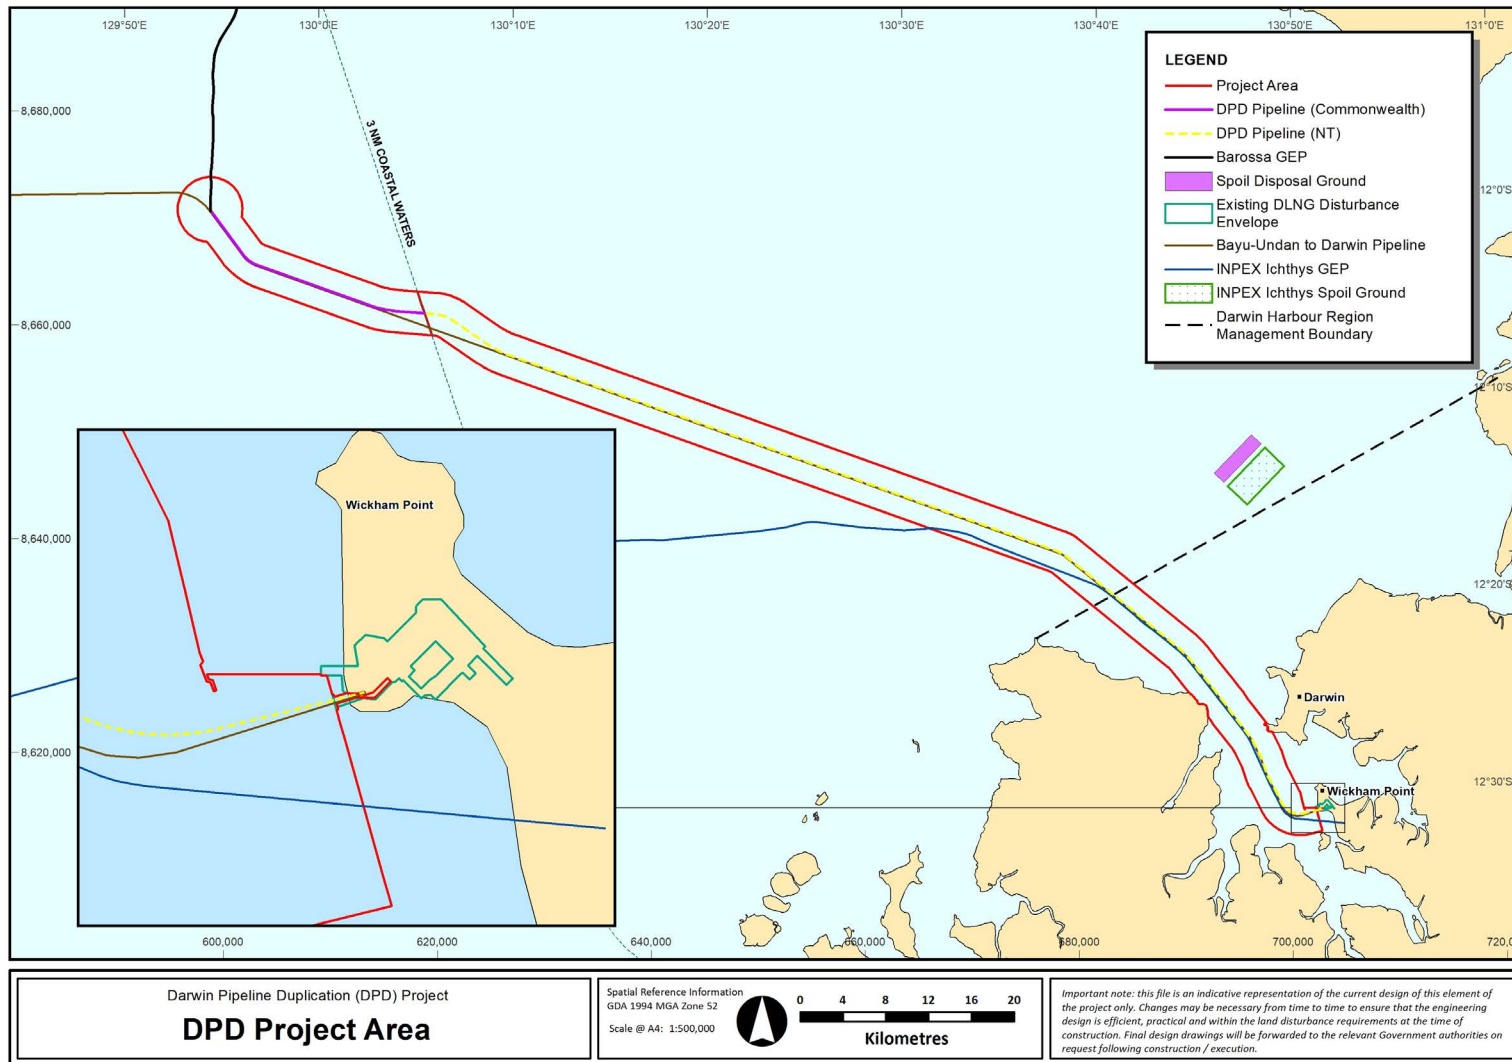 129°50'E
130°0'E
130°10'E
130°20'E
130°30'E
130°40'E
130°50'E
131°0'E
LEGEND
Project Area
DPD Pipeline (Commonwealth)
DPD Pipeline (NT)
Barossa GEP
Spoil Disposal Ground
Existing DLNG Disturbance
Envelope
Bayu-Undan to Darwin Pipeline
INPEX Ichthys GEP
INPEX Ichthys Spoil Ground
Darwin Harbour Region
Management Boundary
8,680,000
8,660,000
8,640,000
8,620,000
3 NM COASTAL WATERS
12°0'S
12°10'S
12°20'S
12°30'S
Wickham Point
Darwin
Wickham Point
600,000
620,000
640,000
660,000
680,000
700,000
720,0
Darwin Pipeline Duplication (DPD) Project
DPD Project Area
Spatial Reference Information
GDA 1994 MGA Zone 52
Scale @ A4: 1:500,000
0 4 8 12 16 20
Kilometres
Important note: this file is an indicative representation of the current design of this element of
the project only. Changes may be necessary from time to time to ensure that the engineering
design is efficient, practical and within the land disturbance requirements at the time of
construction. Final design drawings will be forwarded to the relevant Government authorities on
request following construction / execution.